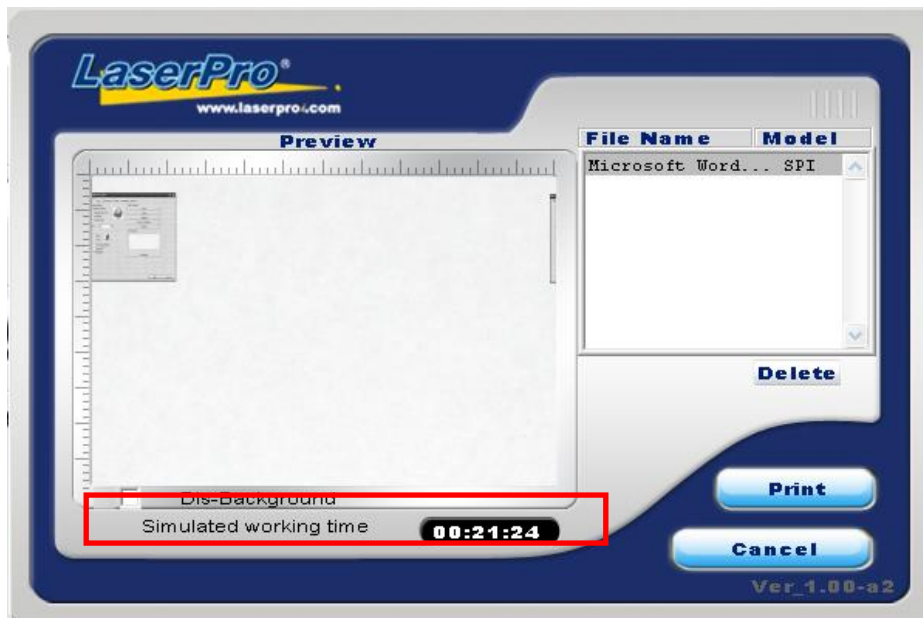 LaserPro®
www.laserproi.com
Preview
File Name Model
Microsoft Word... SPI
Delete
Dis-Background
Simulated working time 00:21:24
Print
Cancel
Ver_1.00-a2